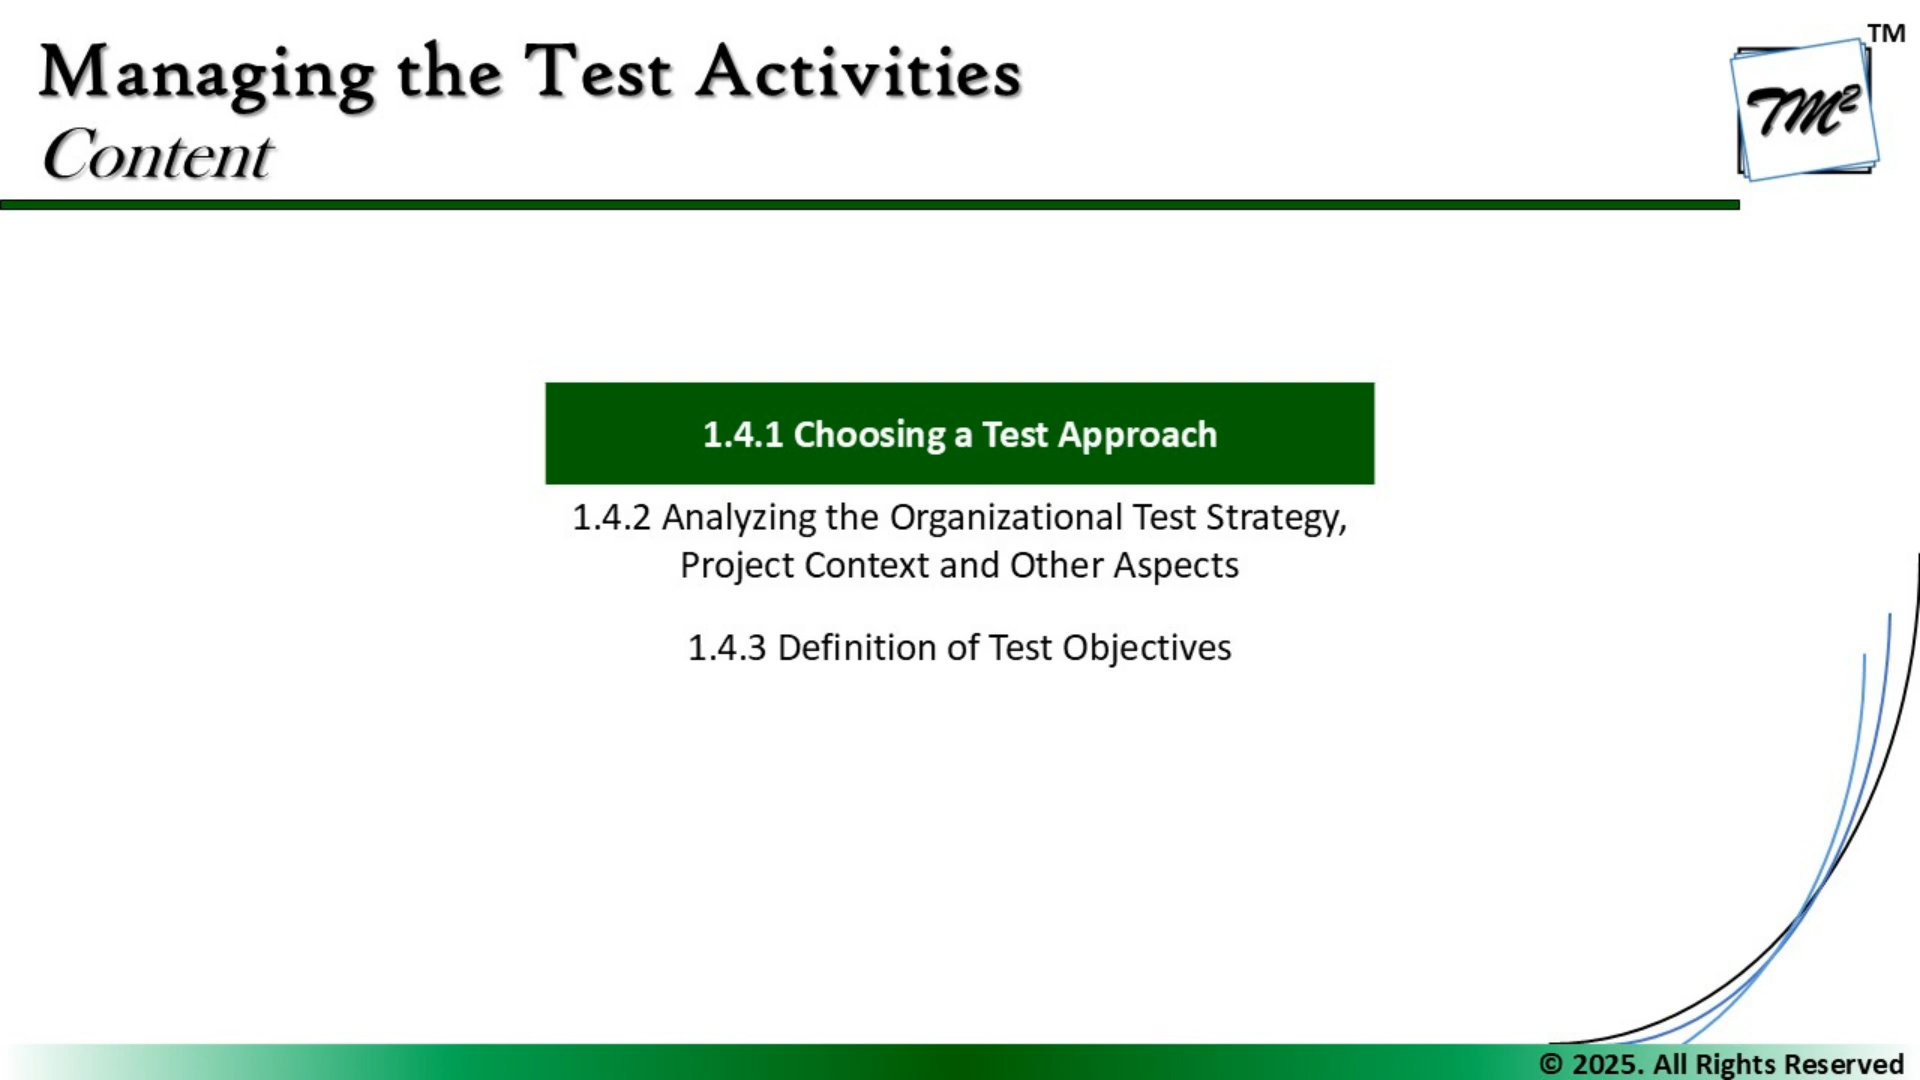 Managing the Test Activities
Content
TM
TM²
1.4.1 Choosing a Test Approach
1.4.2 Analyzing the Organizational Test Strategy,
Project Context and Other Aspects
1.4.3 Definition of Test Objectives
© 2025. All Rights Reserved